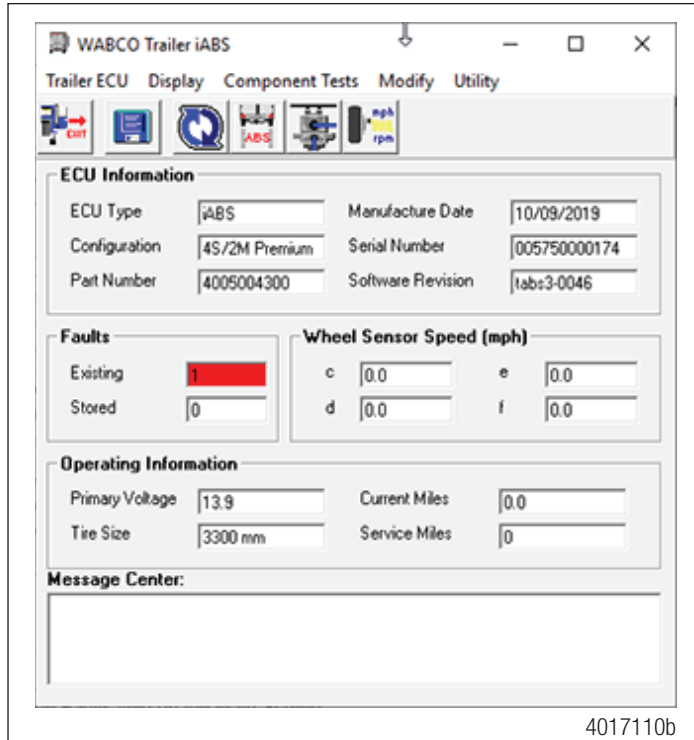 WABCO Trailer iABS
Trailer ECU Display Component Tests Modify Utility
EXIT ABS mph rpm
ECU Information
ECU Type iABS Manufacture Date 10/09/2019
Configuration 4S/2M Premium Serial Number 005750000174
Part Number 4005004300 Software Revision tabs3-0046
Faults Wheel Sensor Speed (mph)
Existing 1 c 0.0 e 0.0
Stored 0 d 0.0 f 0.0
Operating Information
Primary Voltage 13.9 Current Miles 0.0
Tire Size 3300 mm Service Miles 0
Message Center:
4017110b